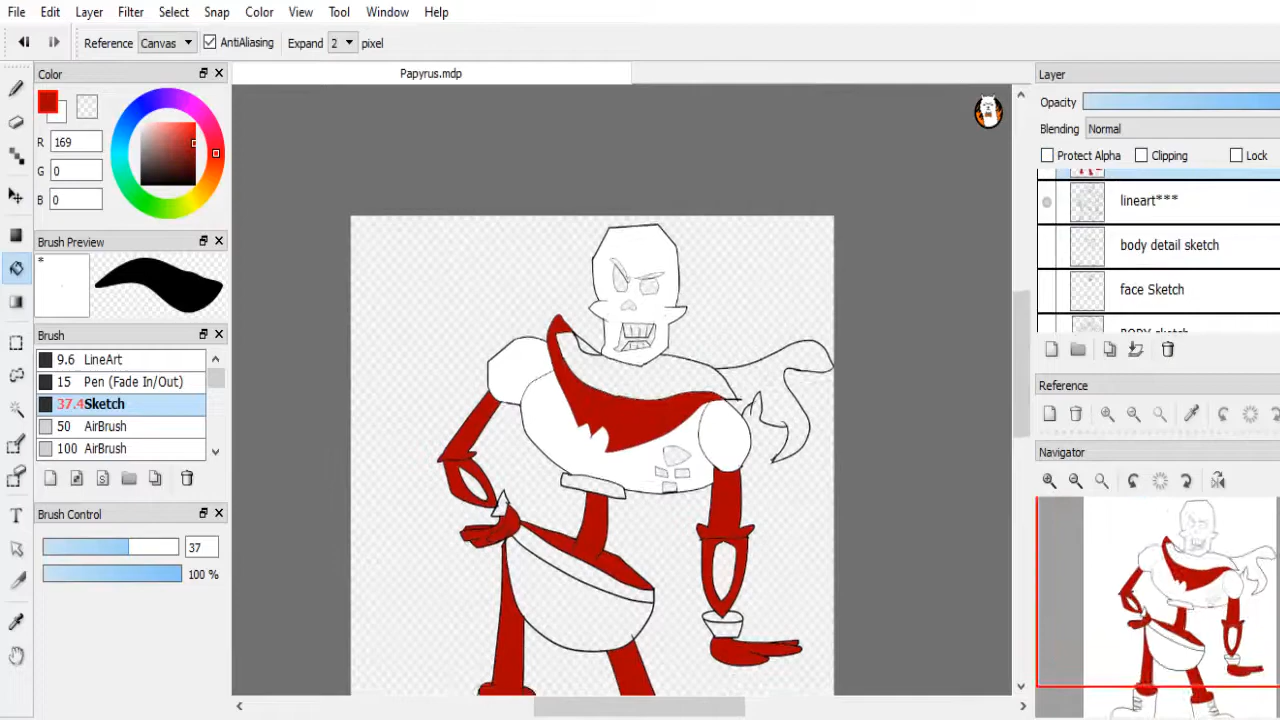 File Edit Layer Filter Select Snap Color View Tool Window Help
Reference Canvas AntiAliasing Expand 2 pixel
Color
Papyrus.mdp
Layer
Opacity
R 169
Blending Normal
G 0
Protect Alpha Clipping Lock
B 0
lineart***
Brush Preview
body detail sketch
*
face Sketch
Brush
BODY sketch
9.6 LineArt
15 Pen (Fade In/Out)
37.4 Sketch
50 AirBrush
100 AirBrush
Reference
Navigator
Brush Control
37
100 %